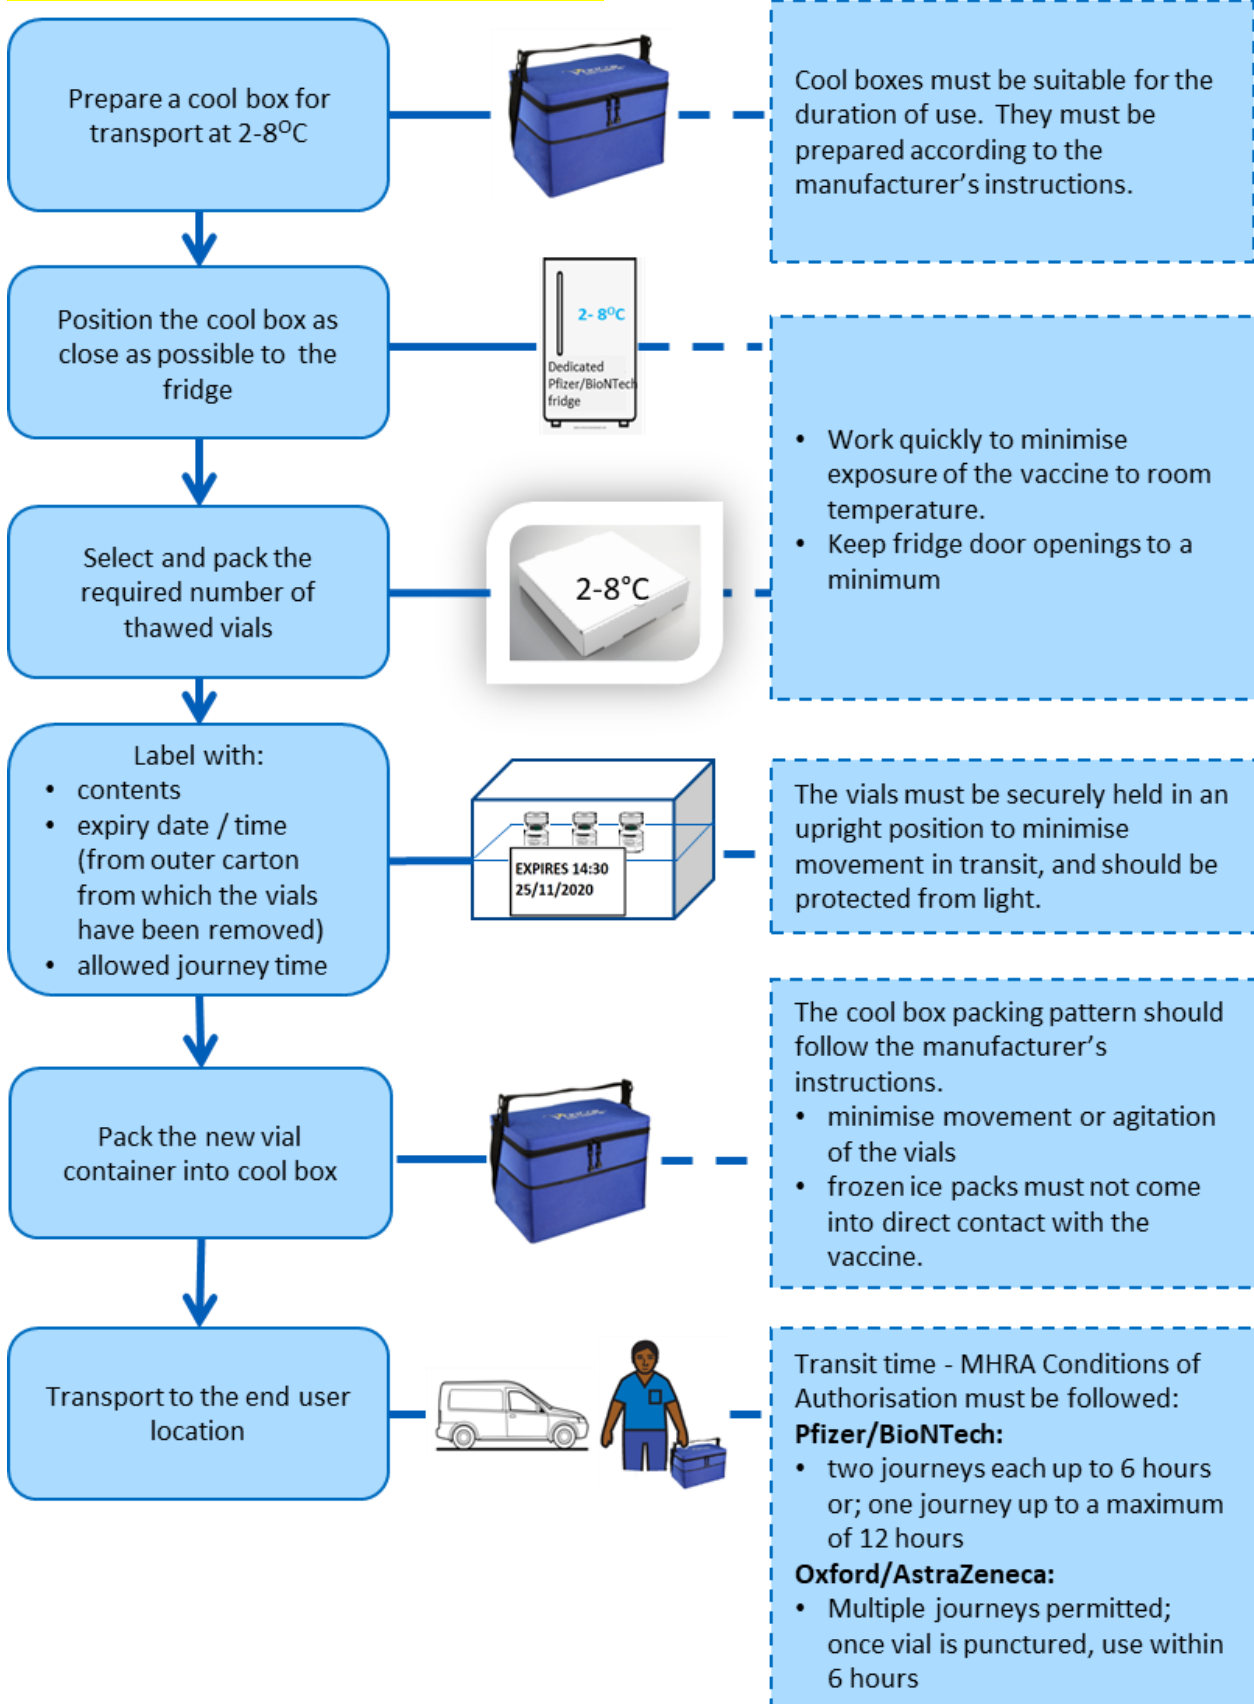 Prepare a cool box for
transport at 2-8ᴼC
Cool boxes must be suitable for the
duration of use. They must be
prepared according to the
manufacturer's instructions.
Position the cool box as
close as possible to the
fridge
2- 8ᴼC
Dedicated
Pfizer/BioNTech
fridge
• Work quickly to minimise
exposure of the vaccine to room
temperature.
• Keep fridge door openings to a
minimum
Select and pack the
required number of
thawed vials
2-8°C
Label with:
• contents
• expiry date / time
(from outer carton
from which the vials
have been removed)
• allowed journey time
EXPIRES 14:30
25/11/2020
The vials must be securely held in an
upright position to minimise
movement in transit, and should be
protected from light.
Pack the new vial
container into cool box
The cool box packing pattern should
follow the manufacturer's
instructions.
• minimise movement or agitation
of the vials
• frozen ice packs must not come
into direct contact with the
vaccine.
Transport to the end user
location
Transit time - MHRA Conditions of
Authorisation must be followed:
Pfizer/BioNTech:
• two journeys each up to 6 hours
or; one journey up to a maximum
of 12 hours
Oxford/AstraZeneca:
• Multiple journeys permitted;
once vial is punctured, use within
6 hours